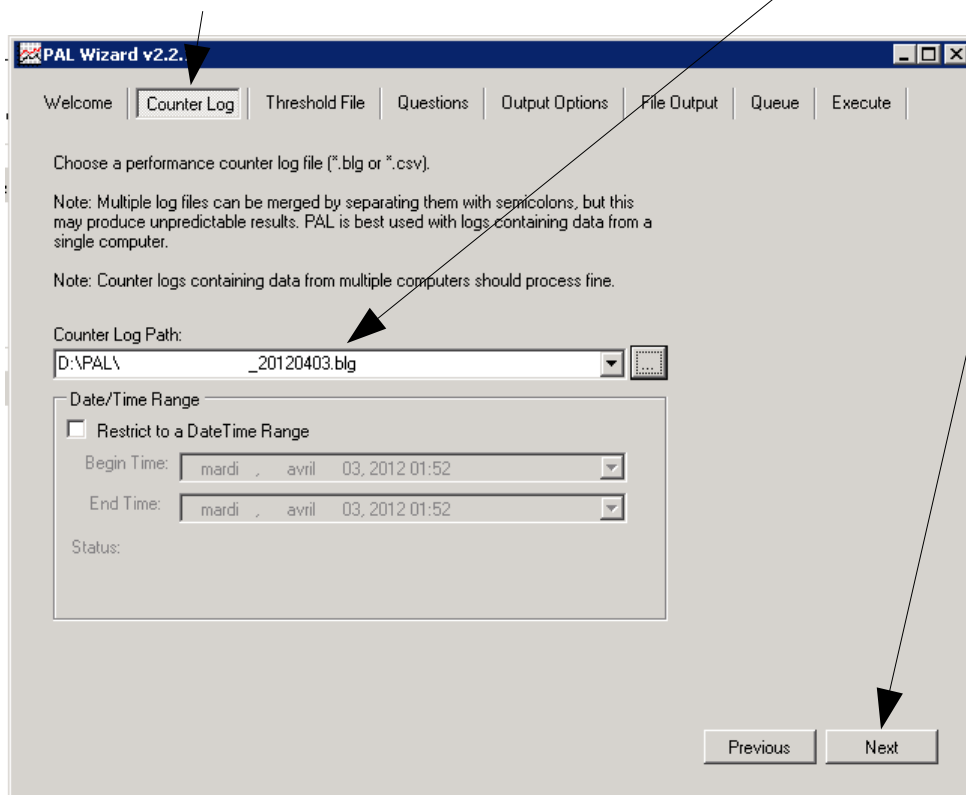 PAL Wizard v2.2.
Welcome Counter Log Threshold File Questions Output Options File Output Queue Execute
Choose a performance counter log file (*.blg or *.csv).
Note: Multiple log files can be merged by separating them with semicolons, but this
may produce unpredictable results. PAL is best used with logs containing data from a
single computer.
Note: Counter logs containing data from multiple computers should process fine.
Counter Log Path:
D:\PAL\ _20120403.blg ...
Date/Time Range
Restrict to a DateTime Range
Begin Time: mardi , avril 03, 2012 01:52
End Time: mardi , avril 03, 2012 01:52
Status:
Previous Next